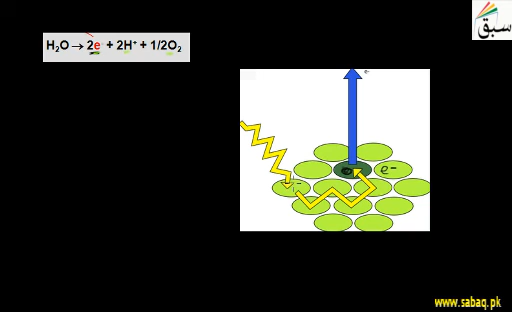 سبق
H₂O → 2e⁻ + 2H⁺ + 1/2O₂
e⁻
e⁻
www.sabaq.pk